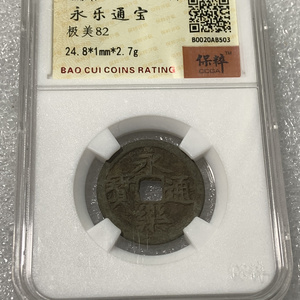 永乐通宝
极美82
24.8*1mm*2.7g
BAO CUI COINS RATING
B0020AB503
保粹
永樂通寳